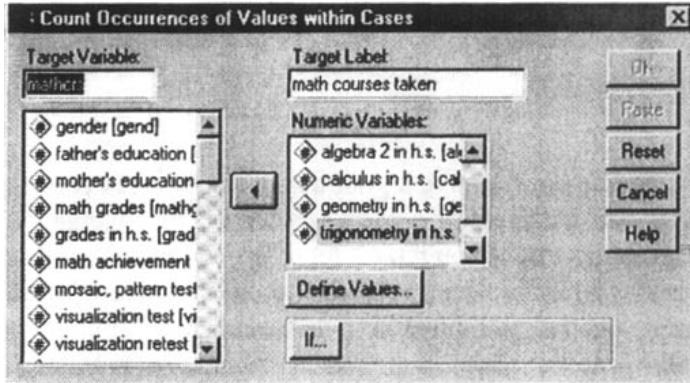 Count Occurrences of Values within Cases
Target Variable:
mathcrs
gender [gend]
father's education [
mother's education
math grades [mathg
grades in h.s. [grad
math achievement
mosaic, pattern test
visualization test [vi
visualization retest [
Target Label:
math courses taken
Numeric Variables:
algebra 2 in h.s. [al
calculus in h.s. [cal
geometry in h.s. [ge
trigonometry in h.s.
Define Values...
If...
OK
Paste
Reset
Cancel
Help